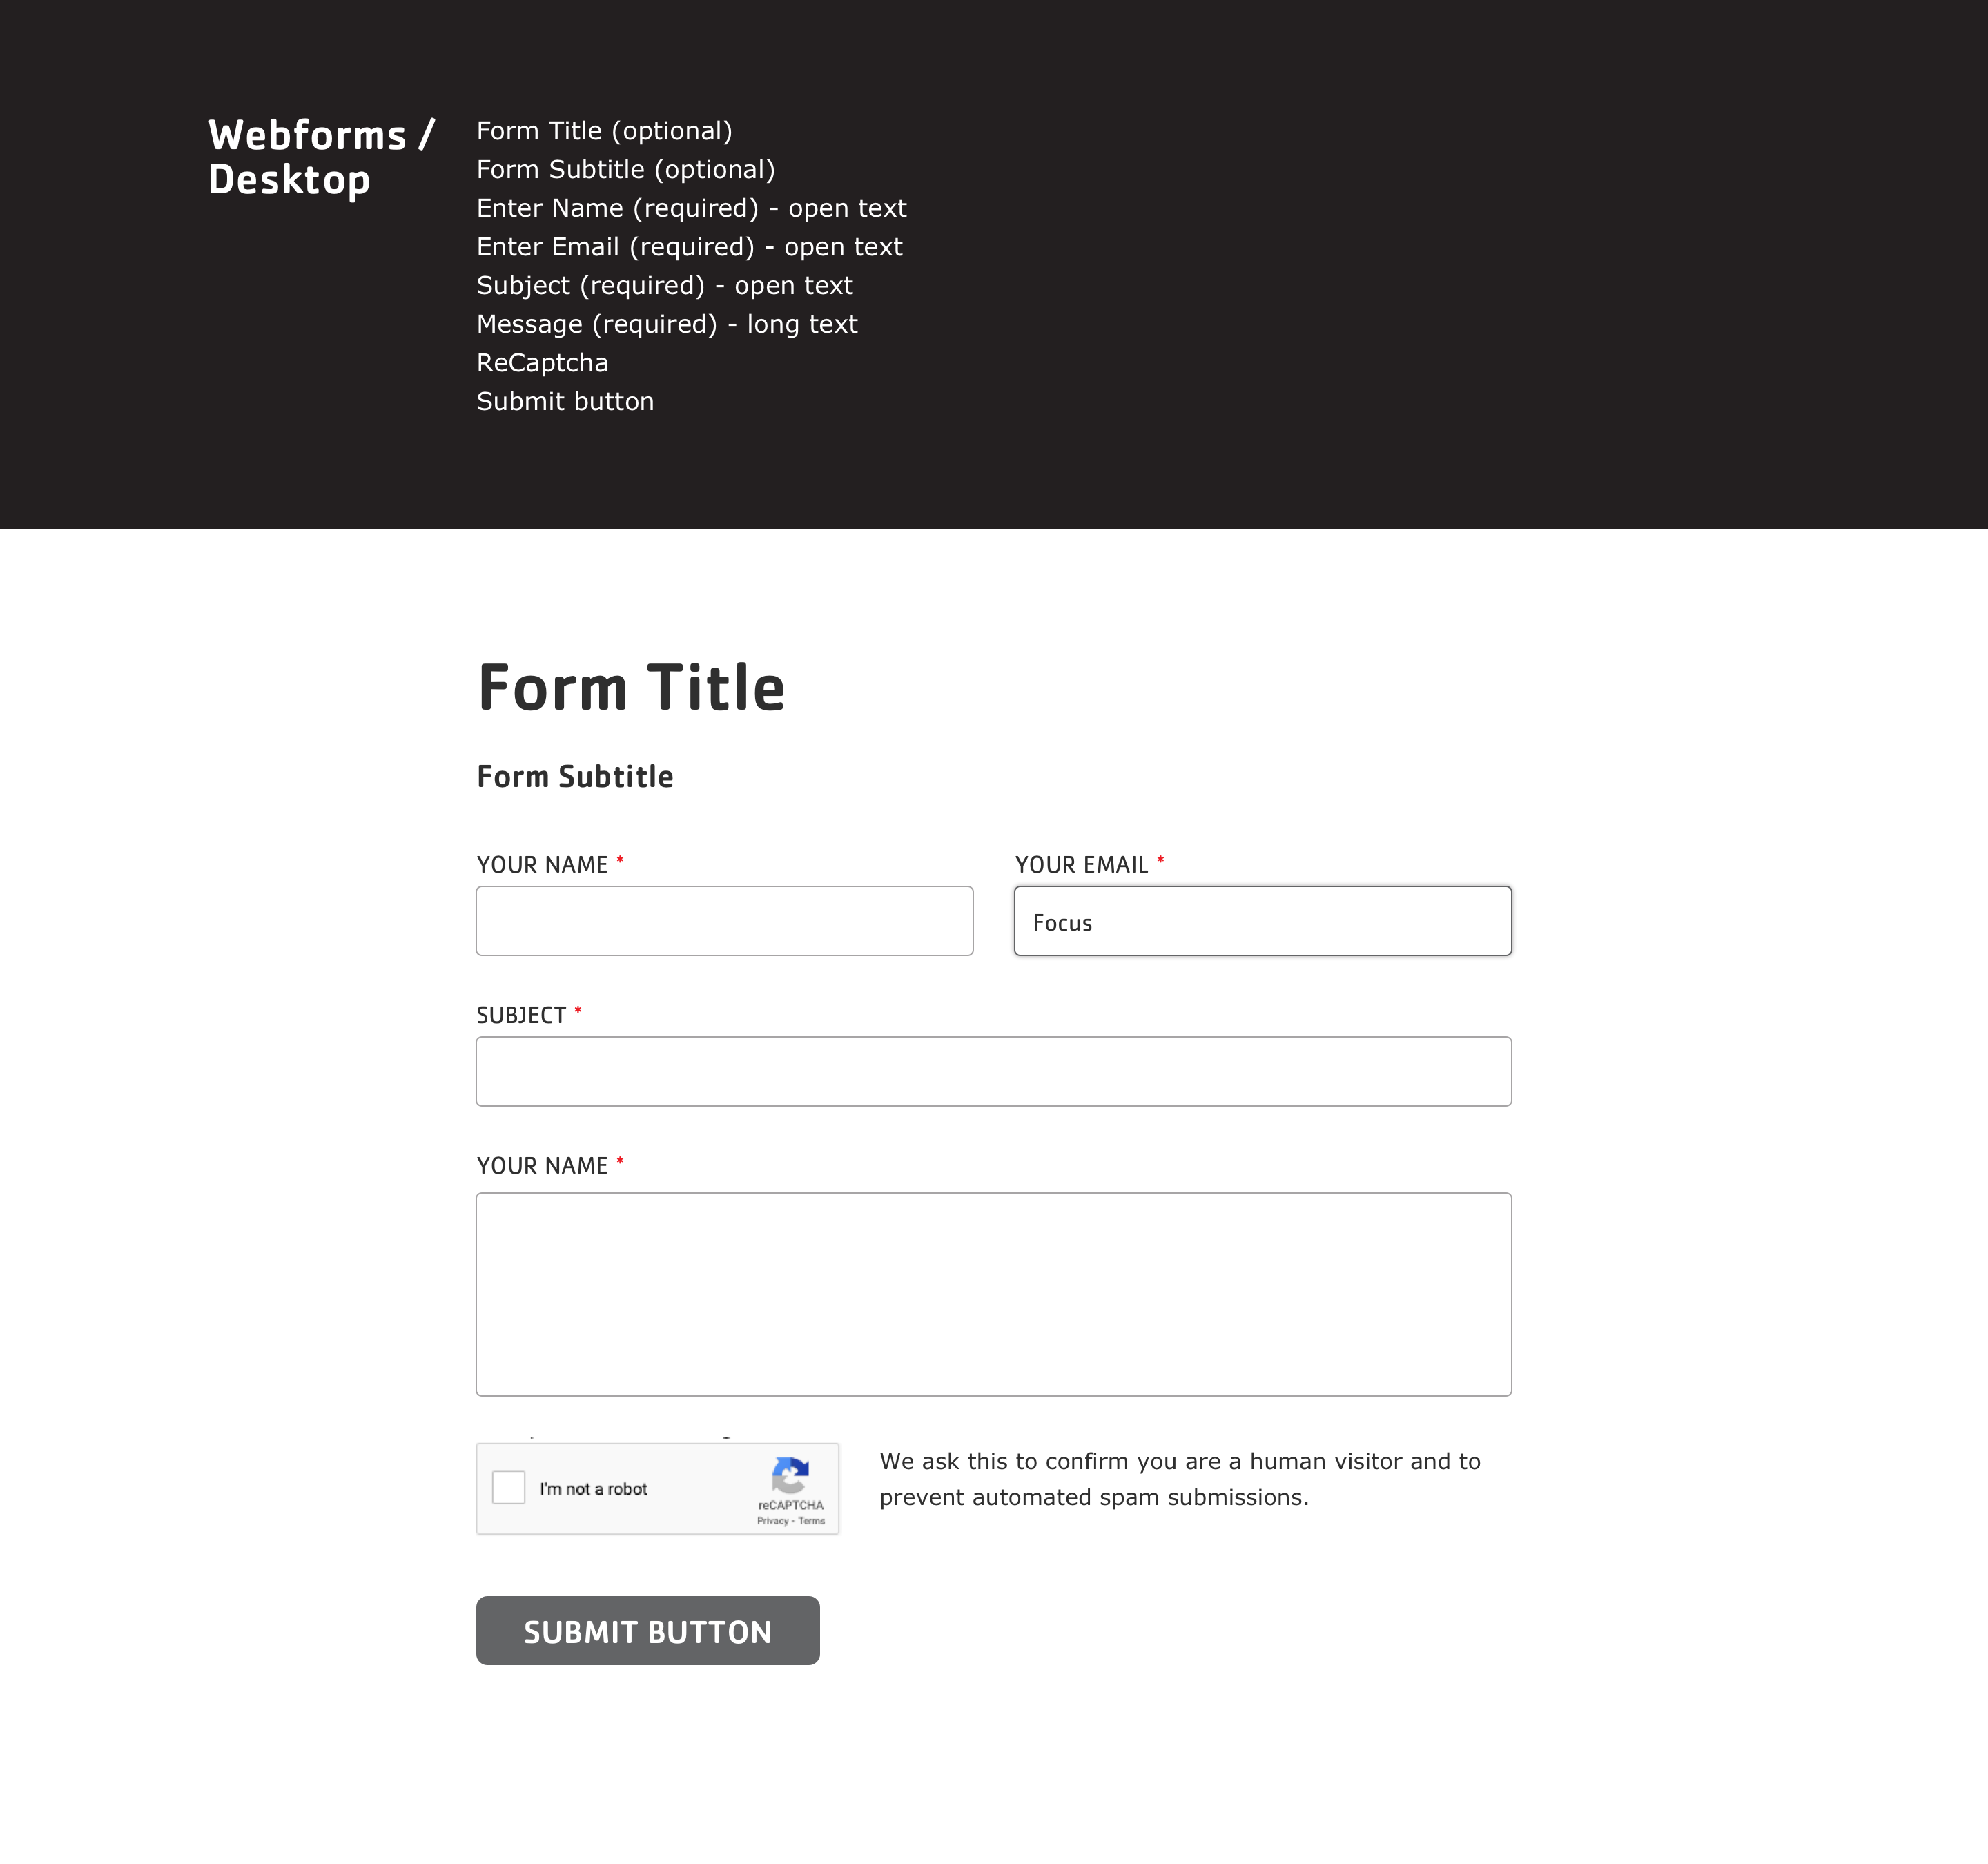 Webforms /
Desktop
Form Title (optional)
Form Subtitle (optional)
Enter Name (required) - open text
Enter Email (required) - open text
Subject (required) - open text
Message (required) - long text
ReCaptcha
Submit button
Form Title
Form Subtitle
YOUR NAME *
YOUR EMAIL *
Focus
SUBJECT *
YOUR NAME *
I'm not a robot
reCAPTCHA
Privacy - Terms
We ask this to confirm you are a human visitor and to
prevent automated spam submissions.
SUBMIT BUTTON